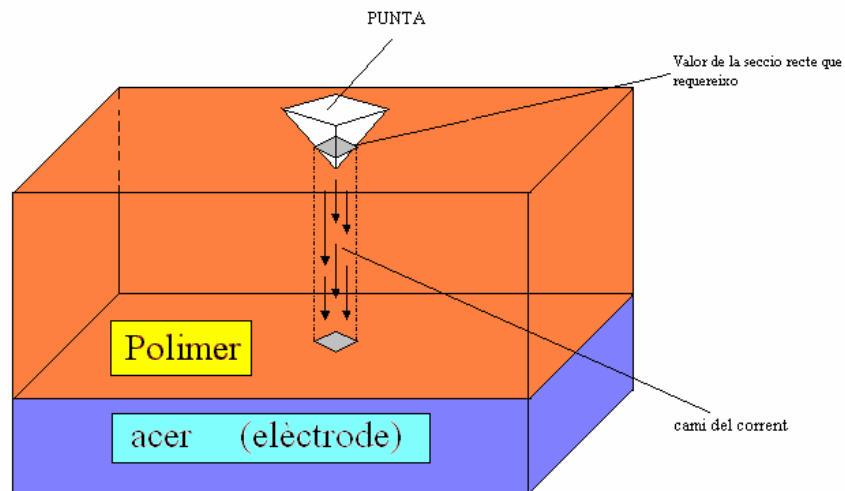 PUNTA
Valor de la seccio recte que
requereixo
Polimer
cami del corrent
acer (elèctrode)